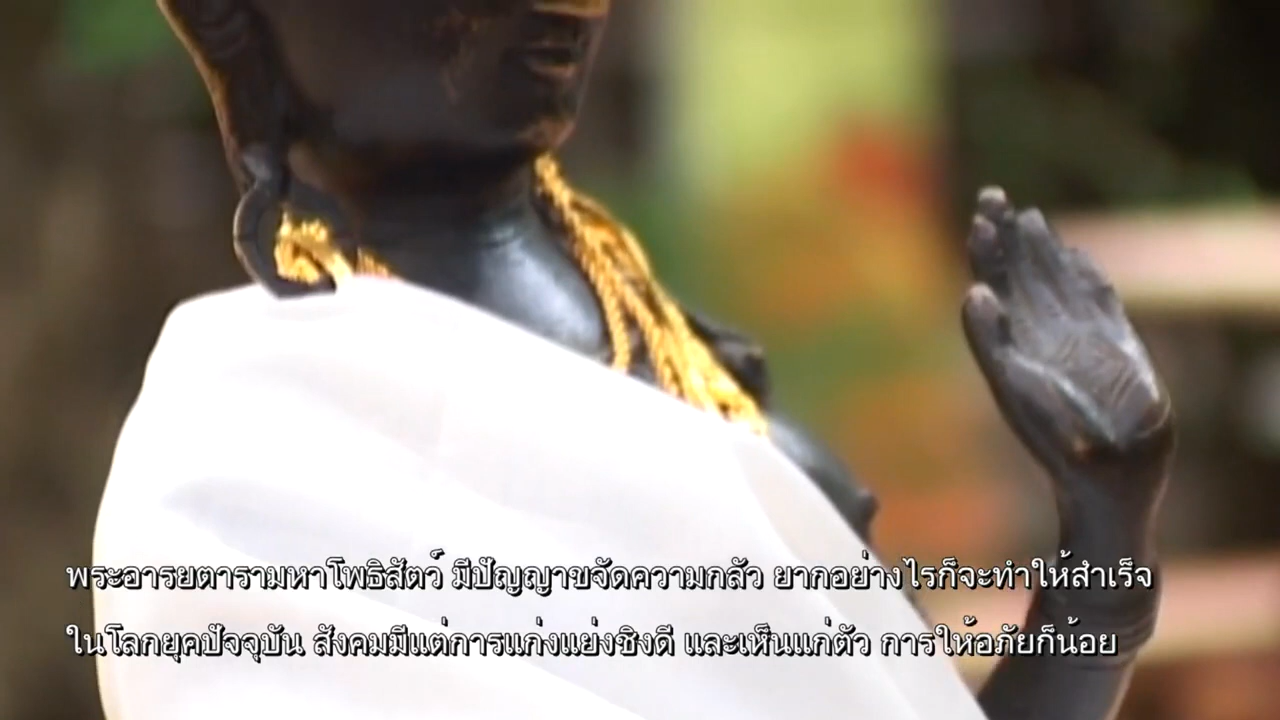 พระอารยตารามหาโพธิสัตว์ มีปัญญาขจัดความกลัว ยากอย่างไรก็จะทำให้สำเร็จ
ในโลกยุคปัจจุบัน สังคมมีแต่การแก่งแย่งชิงดี และเห็นแก่ตัว การให้อภัยก็น้อย